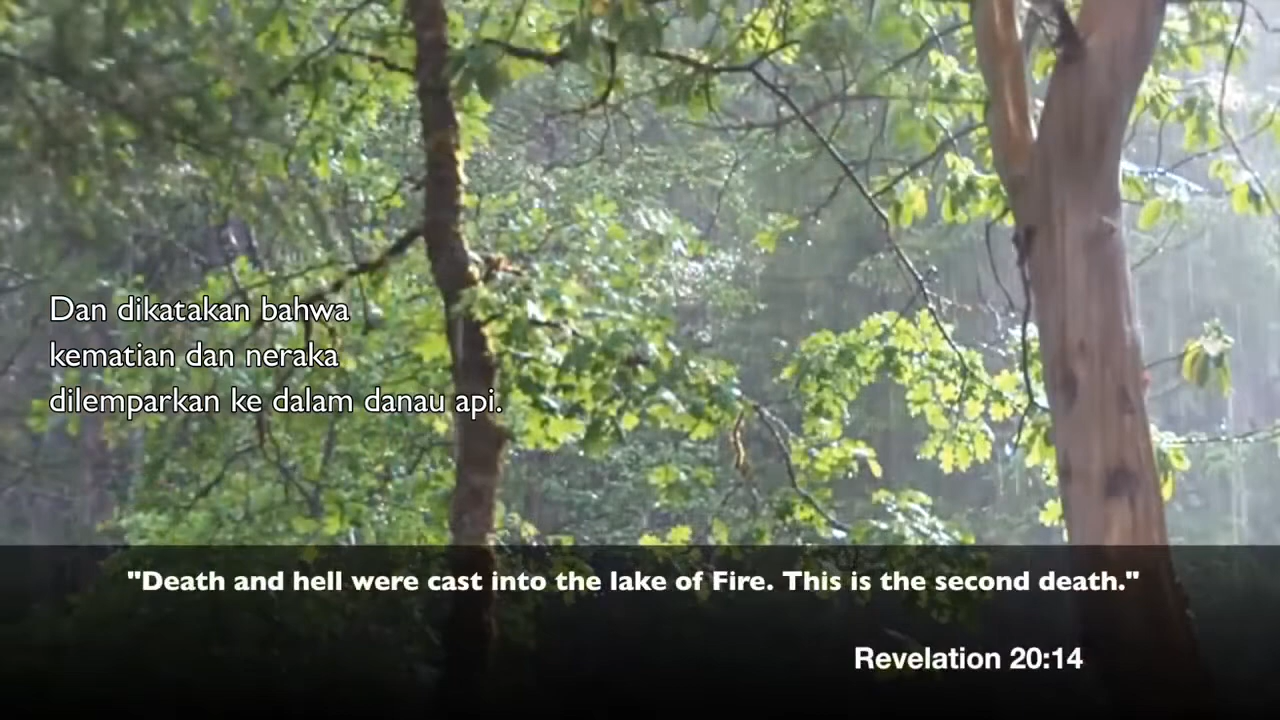 Dan dikatakan bahwa
kematian dan neraka
dilemparkan ke dalam danau api.
"Death and hell were cast into the lake of Fire. This is the second death."
Revelation 20:14